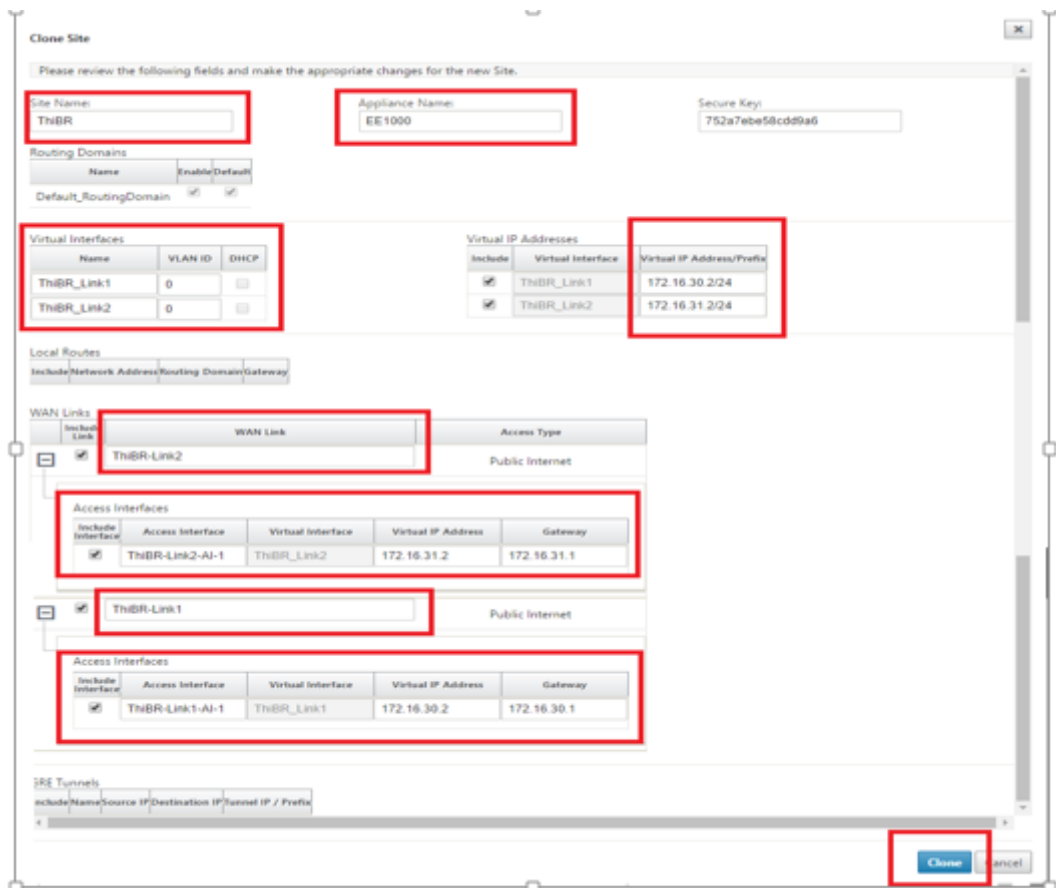 Clone Site
Please review the following fields and make the appropriate changes for the new Site.
Site Name: Appliance Name: Secure Key:
ThiBR EE1000 752a7ebe58cdd9a6
Routing Domains
Name Enable Default
Default_RoutingDomain
Virtual Interfaces Virtual IP Addresses
Name VLAN ID DHCP Include Virtual Interface Virtual IP Address/Prefix
ThiBR_Link1 0 ThiBR_Link1 172.16.30.2/24
ThiBR_Link2 0 ThiBR_Link2 172.16.31.2/24
Local Routes
Include Network Address Routing Domain Gateway
WAN Links
Include Link WAN Link Access Type
ThiBR-Link2 Public Internet
Access Interfaces
Include Interface Access Interface Virtual Interface Virtual IP Address Gateway
ThiBR-Link2-AI-1 ThiBR_Link2 172.16.31.2 172.16.31.1
ThiBR-Link1 Public Internet
Access Interfaces
Include Interface Access Interface Virtual Interface Virtual IP Address Gateway
ThiBR-Link1-AI-1 ThiBR_Link1 172.16.30.2 172.16.30.1
GRE Tunnels
Include Name Source IP Destination IP Tunnel IP / Prefix
Clone Cancel